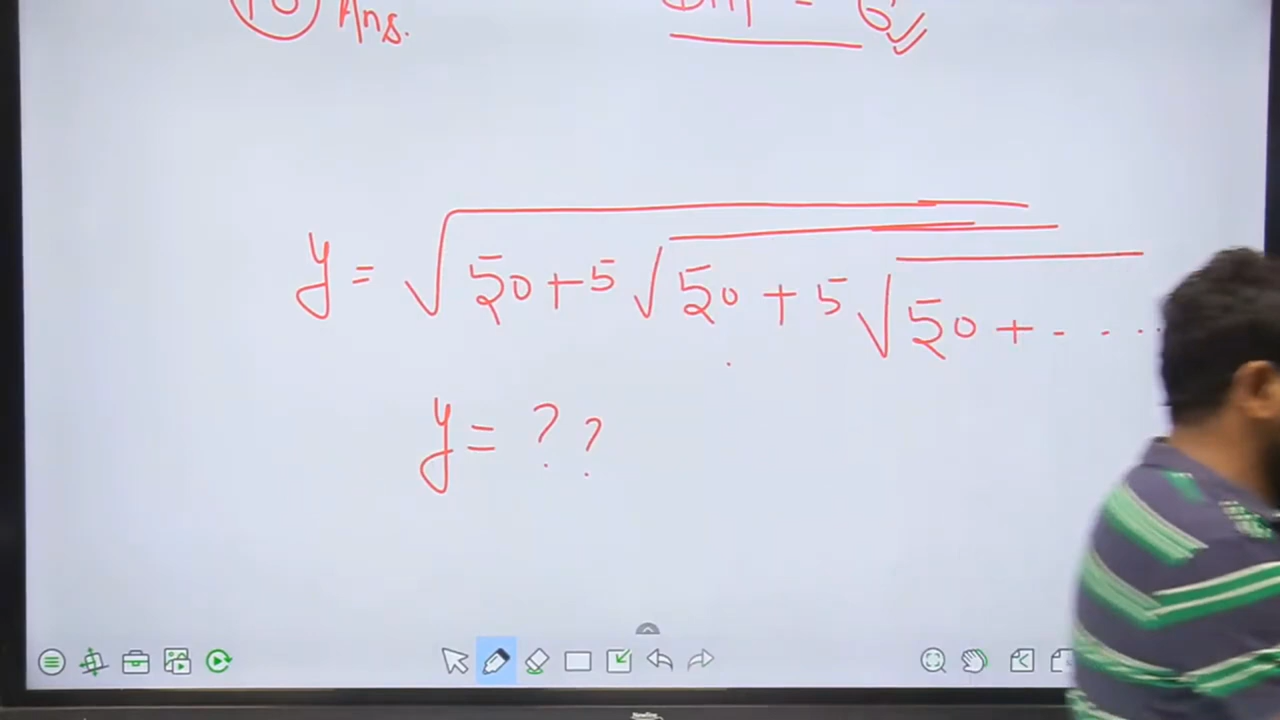 Ans.
y = √50+5√50+5√50+-...
y = ??